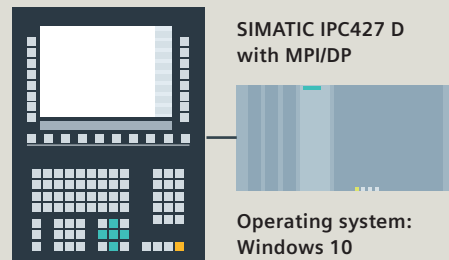 SIMATIC IPC427 D
with MPI/DP
Operating system:
Windows 10